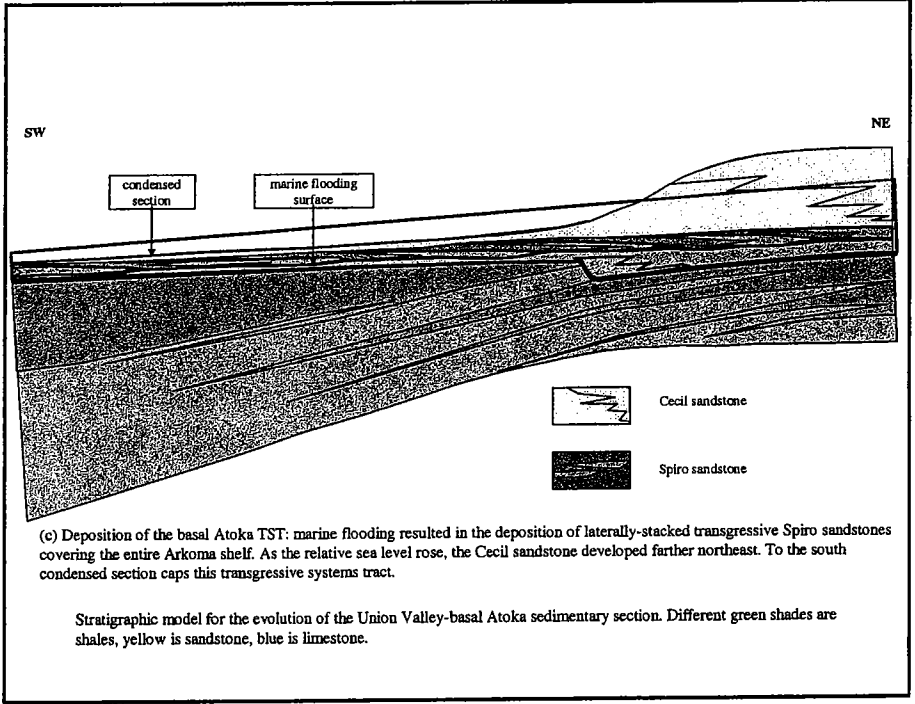 SW
NE
condensed
section
marine flooding
surface
Cecil sandstone
Spiro sandstone
(c) Deposition of the basal Atoka TST: marine flooding resulted in the deposition of laterally-stacked transgressive Spiro sandstones
covering the entire Arkoma shelf. As the relative sea level rose, the Cecil sandstone developed farther northeast. To the south
condensed section caps this transgressive systems tract.
Stratigraphic model for the evolution of the Union Valley-basal Atoka sedimentary section. Different green shades are
shales, yellow is sandstone, blue is limestone.